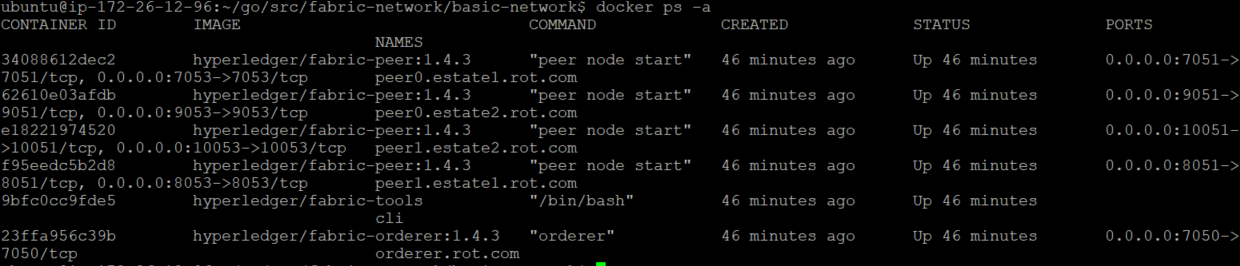 ubuntu@ip-172-26-12-96:~/go/src/fabric-network/basic-network$ docker ps -a
CONTAINER ID        IMAGE                         COMMAND             CREATED             STATUS              PORTS
                                       NAMES
34088612dec2        hyperledger/fabric-peer:1.4.3      "peer node start"   46 minutes ago      Up 46 minutes       0.0.0.0:7051->
7051/tcp, 0.0.0.0:7053->7053/tcp       peer0.estate1.rot.com
62610e03afdb        hyperledger/fabric-peer:1.4.3      "peer node start"   46 minutes ago      Up 46 minutes       0.0.0.0:9051->
9051/tcp, 0.0.0.0:9053->9053/tcp       peer0.estate2.rot.com
e18221974520        hyperledger/fabric-peer:1.4.3      "peer node start"   46 minutes ago      Up 46 minutes       0.0.0.0:10051-
>10051/tcp, 0.0.0.0:10053->10053/tcp   peer1.estate2.rot.com
f95eedc5b2d8        hyperledger/fabric-peer:1.4.3      "peer node start"   46 minutes ago      Up 46 minutes       0.0.0.0:8051->
8051/tcp, 0.0.0.0:8053->8053/tcp       peer1.estate1.rot.com
9bfc0cc9fde5        hyperledger/fabric-tools           "/bin/bash"         46 minutes ago      Up 46 minutes
                                       cli
23ffa956c39b        hyperledger/fabric-orderer:1.4.3   "orderer"           46 minutes ago      Up 46 minutes       0.0.0.0:7050->
7050/tcp                               orderer.rot.com